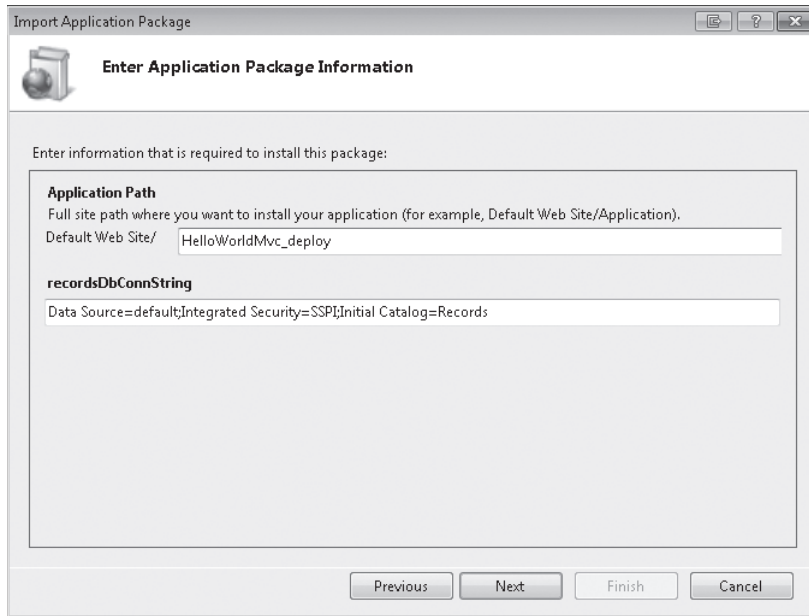 Import Application Package
?
Enter Application Package Information
Enter information that is required to install this package:
Application Path
Full site path where you want to install your application (for example, Default Web Site/Application).
Default Web Site/ HelloWorldMvc_deploy
recordsDbConnString
Data Source=default;Integrated Security=SSPI;Initial Catalog=Records
Previous Next Finish Cancel